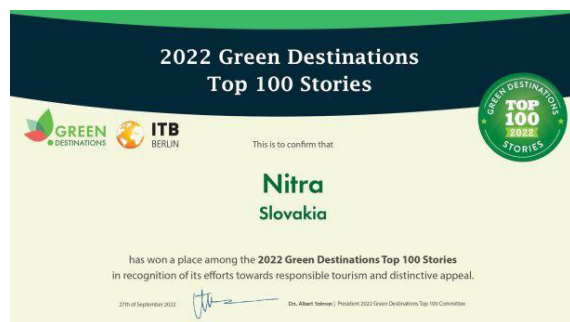 2022 Green Destinations
Top 100 Stories
GREEN DESTINATIONS
TOP
100
2022
STORIES
GREEN
DESTINATIONS
ITB
BERLIN
This is to confirm that
Nitra
Slovakia
has won a place among the 2022 Green Destinations Top 100 Stories
in recognition of its efforts towards responsible tourism and distinctive appeal.
27th of September 2022
Drs. Albert Salman | President 2022 Green Destinations Top 100 Committee